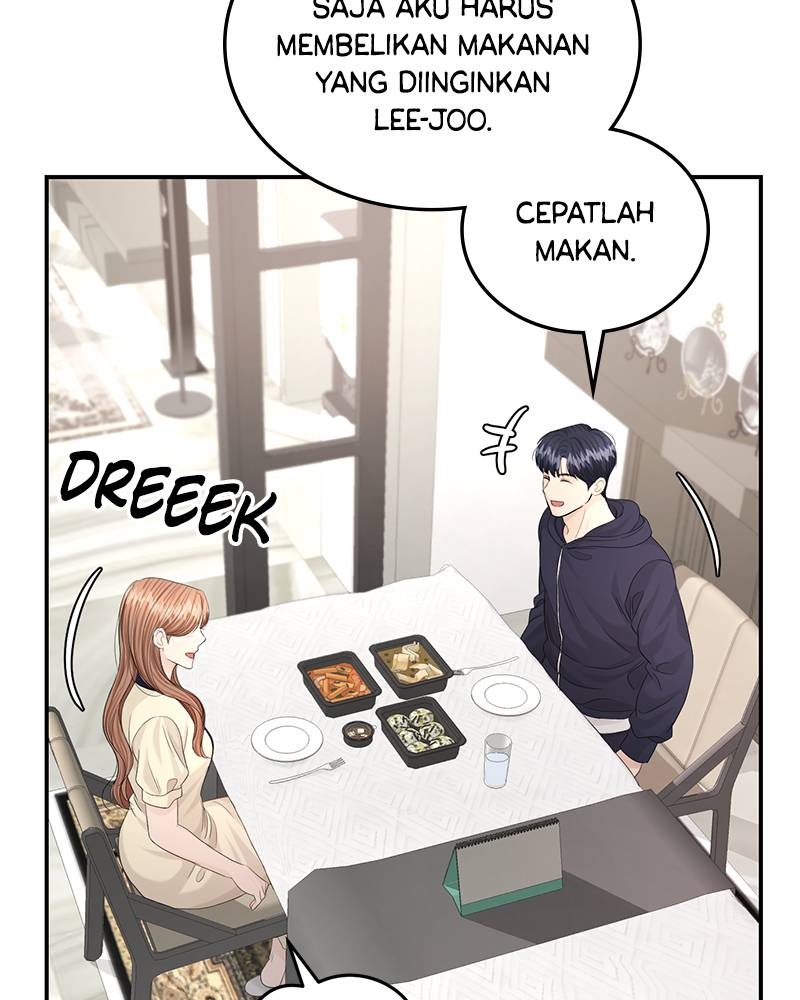 SAJA AKU HARUS
MEMBELIKAN MAKANAN
YANG DIINGINKAN
LEE-JOO.
CEPATLAH
MAKAN.
DREEEK